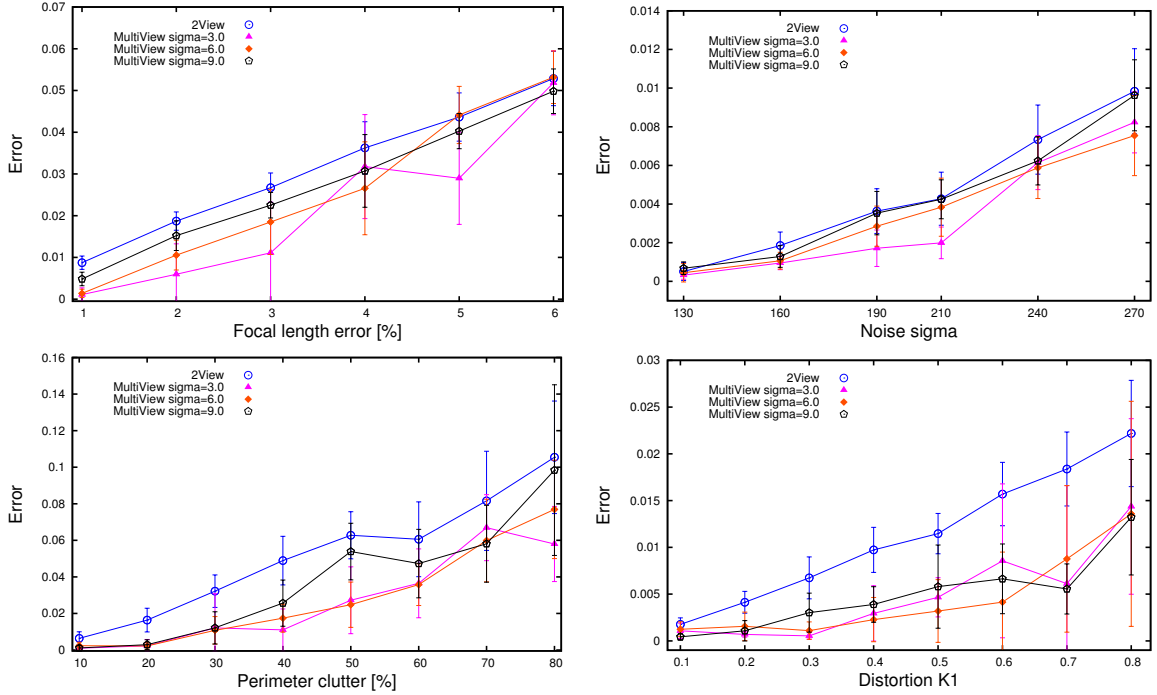 0.07
0.06
0.05
0.04
0.03
0.02
0.01
0
Error
2View
MultiView sigma=3.0
MultiView sigma=6.0
MultiView sigma=9.0
1 2 3 4 5 6
Focal length error [%]
0.014
0.012
0.01
0.008
0.006
0.004
0.002
0
Error
2View
MultiView sigma=3.0
MultiView sigma=6.0
MultiView sigma=9.0
130 160 190 210 240 270
Noise sigma
0.16
0.14
0.12
0.1
0.08
0.06
0.04
0.02
0
Error
2View
MultiView sigma=3.0
MultiView sigma=6.0
MultiView sigma=9.0
10 20 30 40 50 60 70 80
Perimeter clutter [%]
0.03
0.025
0.02
0.015
0.01
0.005
0
Error
2View
MultiView sigma=3.0
MultiView sigma=6.0
MultiView sigma=9.0
0.1 0.2 0.3 0.4 0.5 0.6 0.7 0.8
Distortion K1